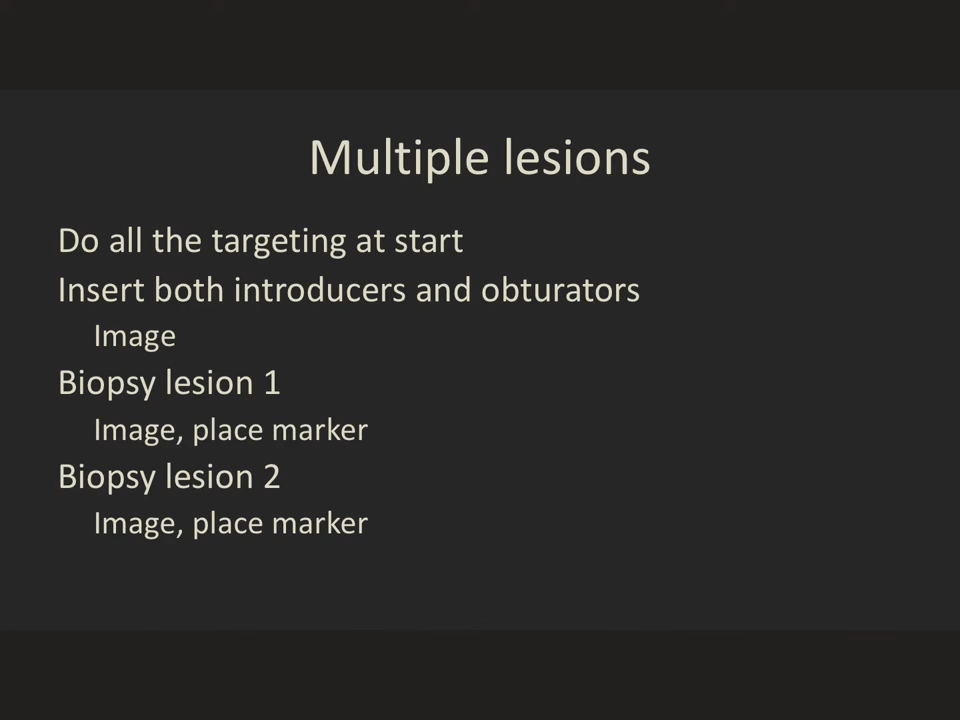 Multiple lesions
Do all the targeting at start
Insert both introducers and obturators
Image
Biopsy lesion 1
Image, place marker
Biopsy lesion 2
Image, place marker